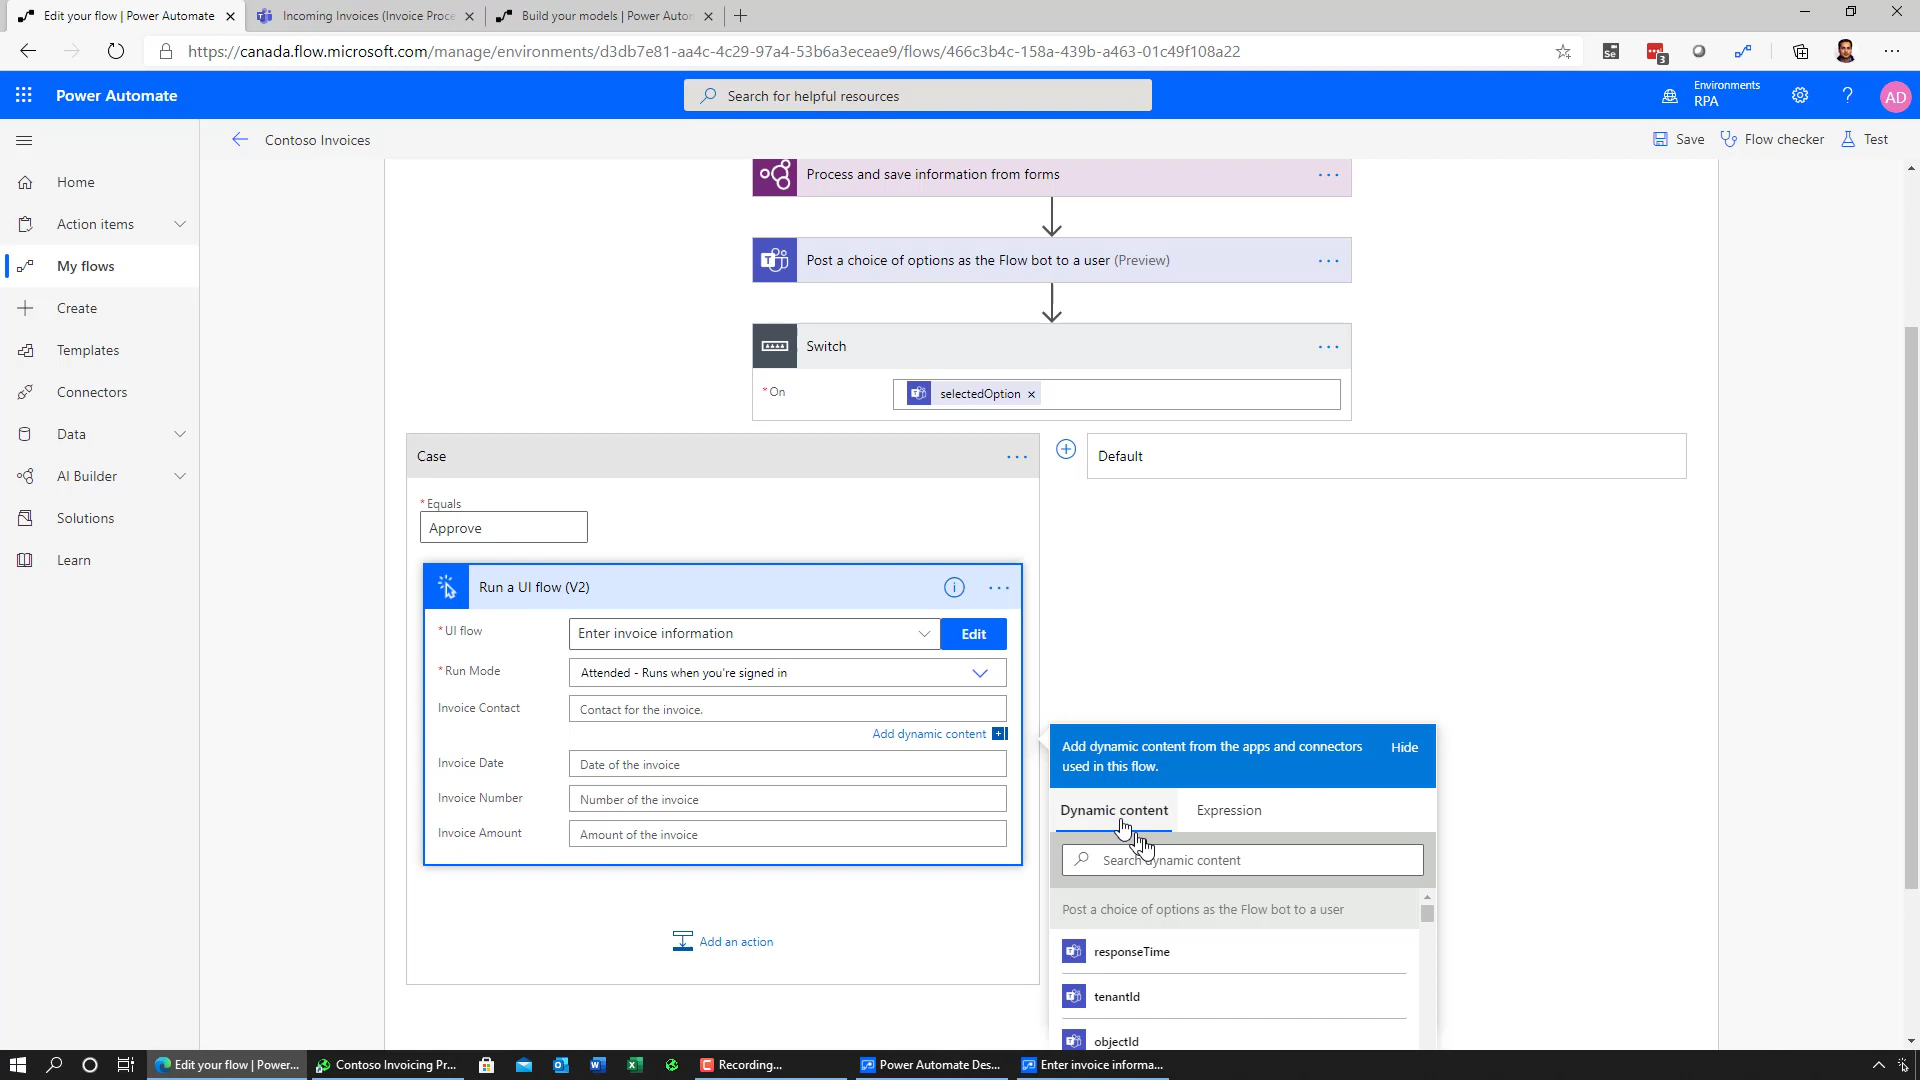 Edit your flow | Power Automate
Incoming Invoices (Invoice Proce
Build your models | Power Autom
https://canada.flow.microsoft.com/manage/environments/d3db7e81-aa4c-4c29-97a4-53b6a3eceae9/flows/466c3b4c-158a-439b-a463-01c49f108a22
Se
3
Power Automate
Search for helpful resources
Environments
RPA
AD
Contoso Invoices
Save
Flow checker
Test
Home
Action items
My flows
Create
Templates
Connectors
Data
AI Builder
Solutions
Learn
Process and save information from forms
Post a choice of options as the Flow bot to a user (Preview)
Switch
* On
selectedOption
Case
Default
* Equals
Approve
Run a UI flow (V2)
* UI flow
Enter invoice information
Edit
* Run Mode
Attended - Runs when you're signed in
Invoice Contact
Contact for the invoice.
Add dynamic content
Invoice Date
Date of the invoice
Invoice Number
Number of the invoice
Invoice Amount
Amount of the invoice
Add an action
Add dynamic content from the apps and connectors
used in this flow.
Hide
Dynamic content
Expression
Search dynamic content
Post a choice of options as the Flow bot to a user
responseTime
tenantId
objectId
Edit your flow | Power...
Contoso Invoicing Pr...
Recording...
Power Automate Des...
Enter invoice informa...